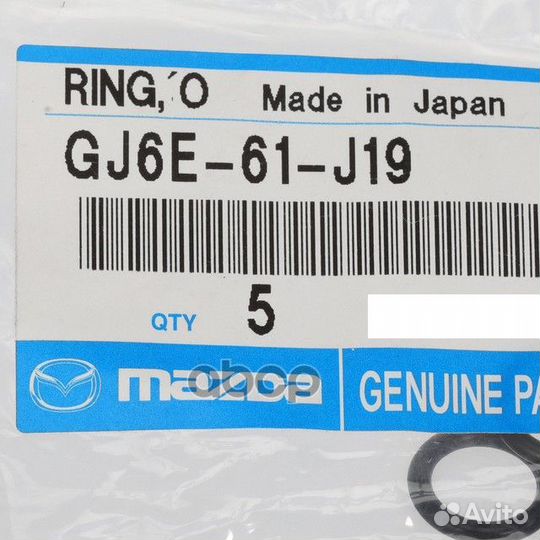 RING,´O Made in Japan
GJ6E-61-J19
QTY 5
mazda
GENUINE PA
Avito